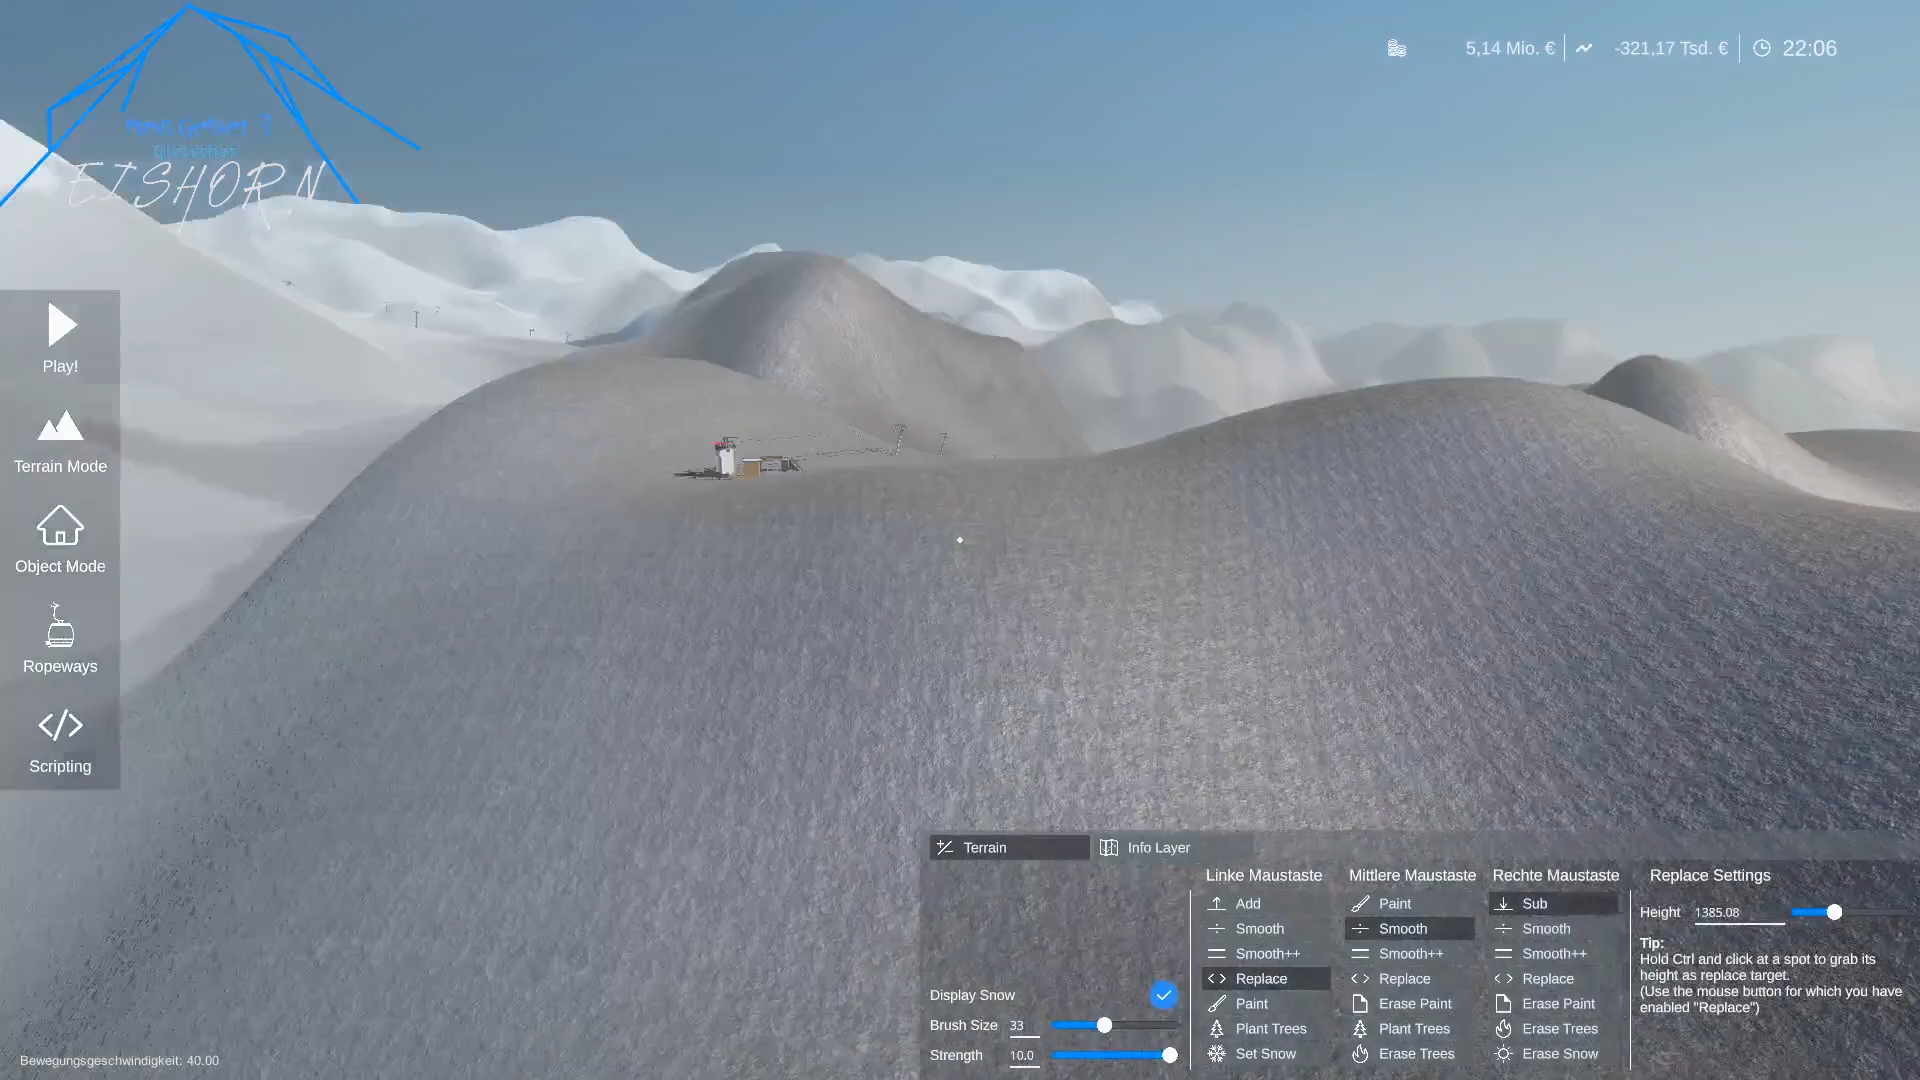 5,14 Mio. €
-321,17 Tsd. €
22:06
Gletscher
EISHORN
Play!
Terrain Mode
Object Mode
Ropeways
Scripting
Terrain
Info Layer
Linke Maustaste
Add
Smooth
Smooth++
Replace
Paint
Plant Trees
Set Snow
Mittlere Maustaste
Paint
Smooth
Smooth++
Replace
Erase Paint
Plant Trees
Erase Trees
Rechte Maustaste
Sub
Smooth
Smooth++
Replace
Erase Paint
Erase Trees
Erase Snow
Replace Settings
Height 1385.08
Tip:
Hold Ctrl and click at a spot to grab its
height as replace target.
(Use the mouse button for which you have
enabled "Replace")
Display Snow
Brush Size 33
Strength 10.0
Bewegungsgeschwindigkeit: 40.00